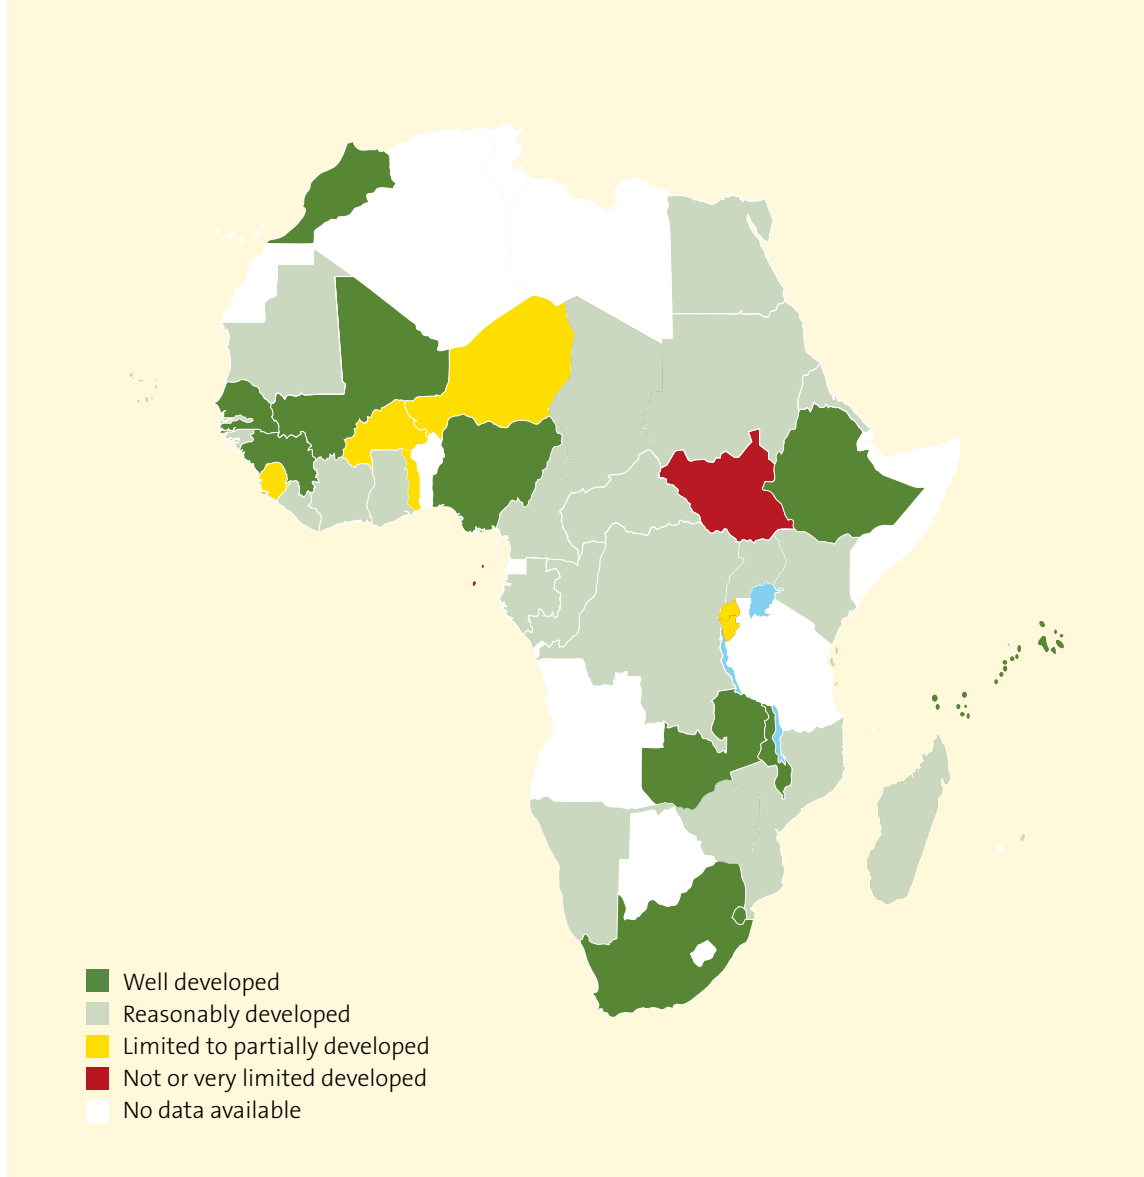 Well developed
Reasonably developed
Limited to partially developed
Not or very limited developed
No data available